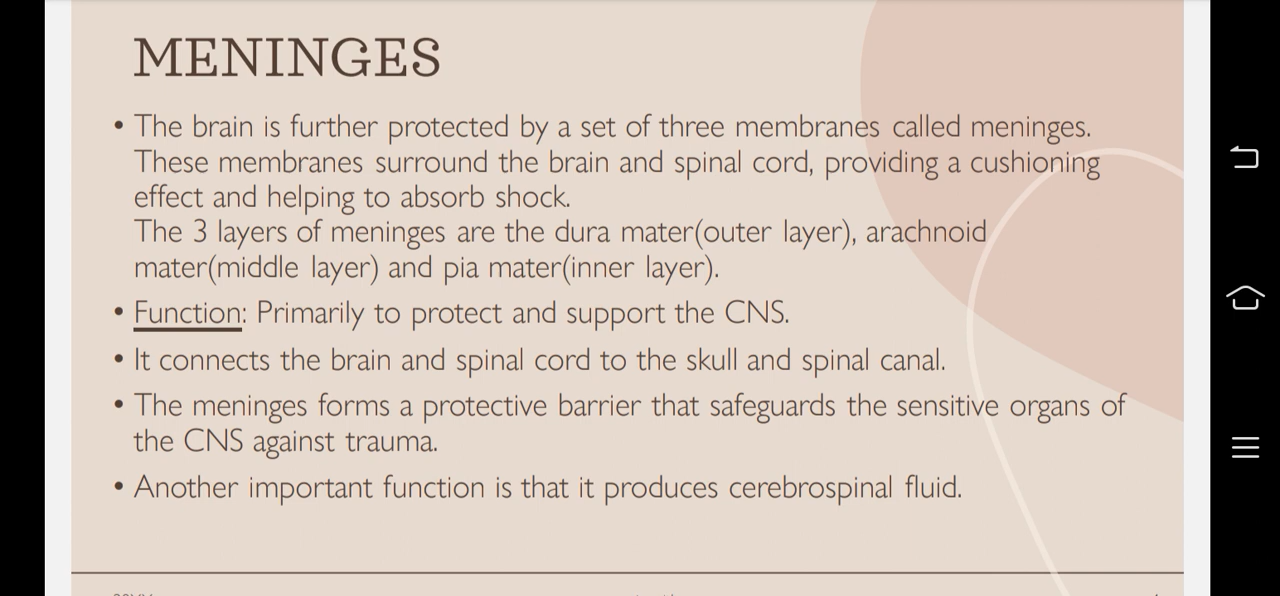 MENINGES
• The brain is further protected by a set of three membranes called meninges.
These membranes surround the brain and spinal cord, providing a cushioning
effect and helping to absorb shock.
The 3 layers of meninges are the dura mater(outer layer), arachnoid
mater(middle layer) and pia mater(inner layer).
• Function: Primarily to protect and support the CNS.
• It connects the brain and spinal cord to the skull and spinal canal.
• The meninges forms a protective barrier that safeguards the sensitive organs of
the CNS against trauma.
• Another important function is that it produces cerebrospinal fluid.